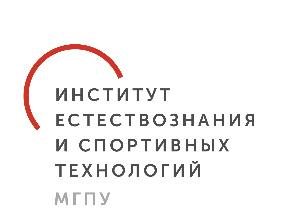 ИНСТИТУТ
ЕСТЕСТВОЗНАНИЯ
И СПОРТИВНЫХ
ТЕХНОЛОГИЙ
МГПУ